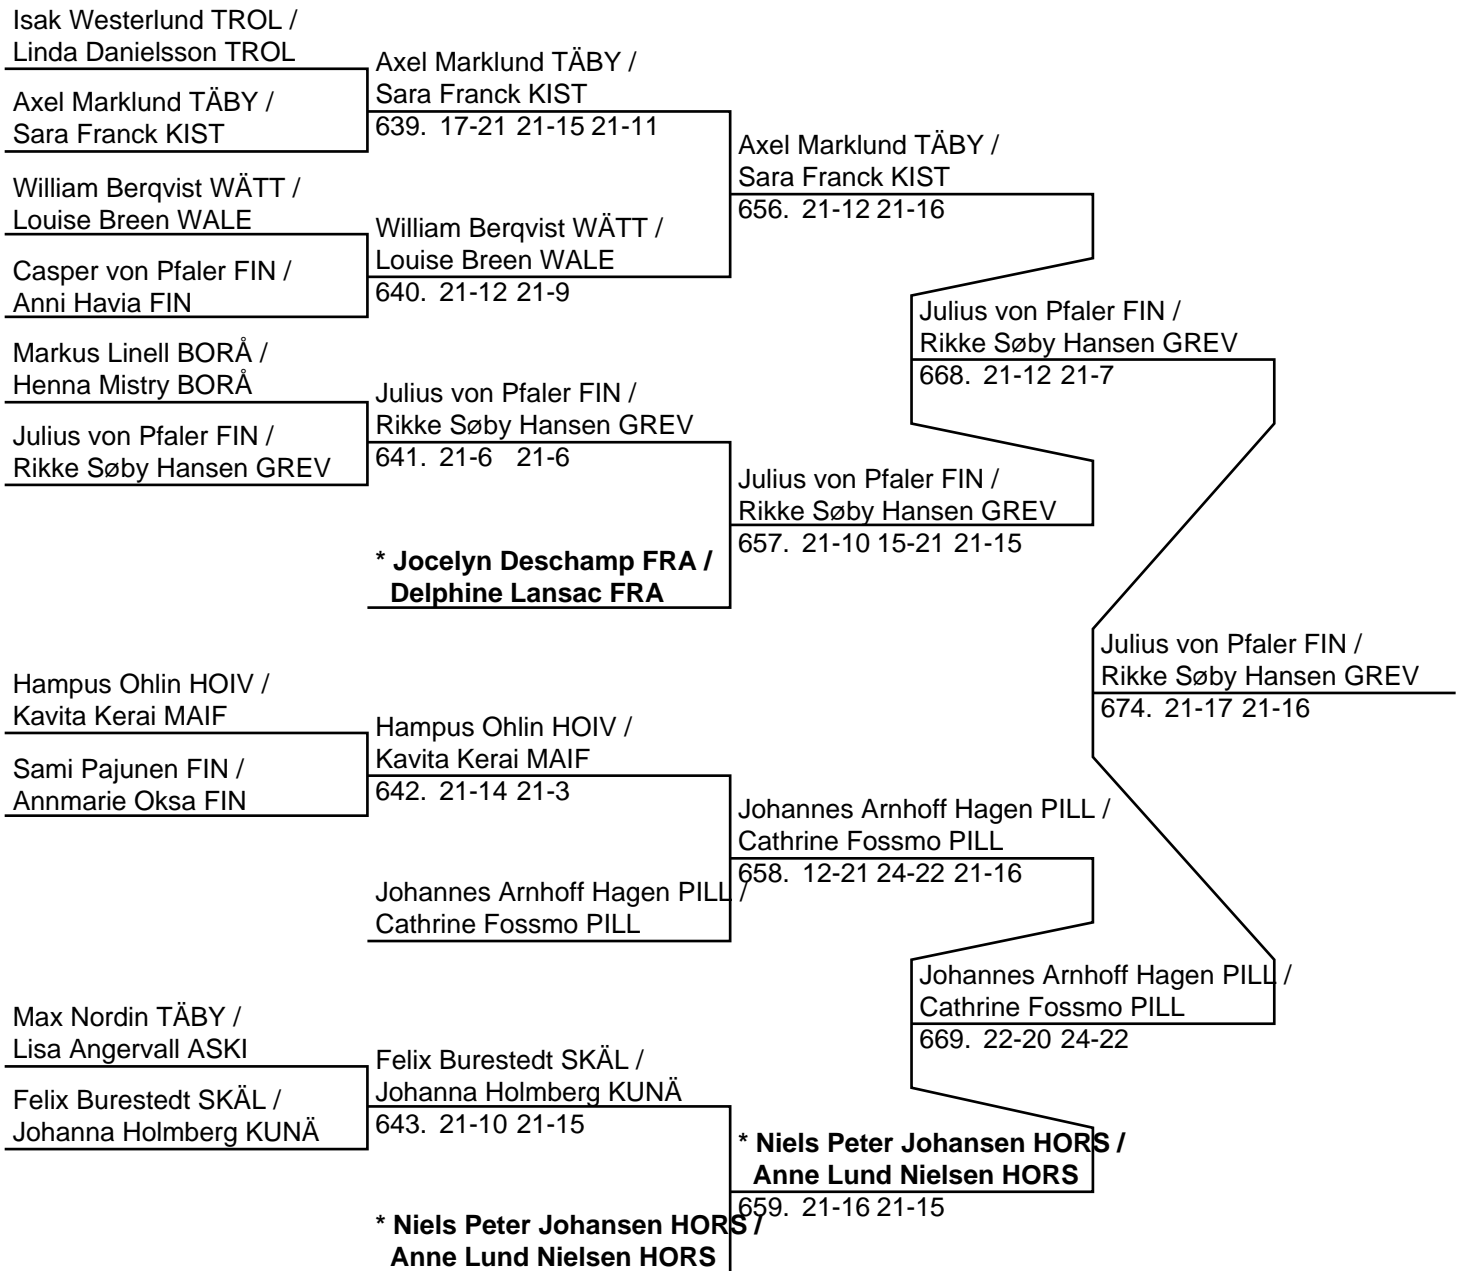 Isak Westerlund TROL /
Linda Danielsson TROL
Axel Marklund TÄBY /
Sara Franck KIST
William Berqvist WÄTT /
Louise Breen WALE
Casper von Pfaler FIN /
Anni Havia FIN
Markus Linell BORÅ /
Henna Mistry BORÅ
Julius von Pfaler FIN /
Rikke Søby Hansen GREV
Hampus Ohlin HOIV /
Kavita Kerai MAIF
Sami Pajunen FIN /
Annmarie Oksa FIN
Max Nordin TÄBY /
Lisa Angervall ASKI
Felix Burestedt SKÄL /
Johanna Holmberg KUNÄ
Axel Marklund TÄBY /
Sara Franck KIST
639. 17-21 21-15 21-11
William Berqvist WÄTT /
Louise Breen WALE
640. 21-12 21-9
Julius von Pfaler FIN /
Rikke Søby Hansen GREV
641. 21-6 21-6
* Jocelyn Deschamp FRA /
Delphine Lansac FRA
Hampus Ohlin HOIV /
Kavita Kerai MAIF
642. 21-14 21-3
Johannes Arnhoff Hagen PILL /
Cathrine Fossmo PILL
Felix Burestedt SKÄL /
Johanna Holmberg KUNÄ
643. 21-10 21-15
* Niels Peter Johansen HORS /
Anne Lund Nielsen HORS
Axel Marklund TÄBY /
Sara Franck KIST
656. 21-12 21-16
Julius von Pfaler FIN /
Rikke Søby Hansen GREV
657. 21-10 15-21 21-15
Johannes Arnhoff Hagen PILL /
Cathrine Fossmo PILL
658. 12-21 24-22 21-16
* Niels Peter Johansen HORS /
Anne Lund Nielsen HORS
659. 21-16 21-15
Julius von Pfaler FIN /
Rikke Søby Hansen GREV
668. 21-12 21-7
Johannes Arnhoff Hagen PILL /
Cathrine Fossmo PILL
669. 22-20 24-22
Julius von Pfaler FIN /
Rikke Søby Hansen GREV
674. 21-17 21-16